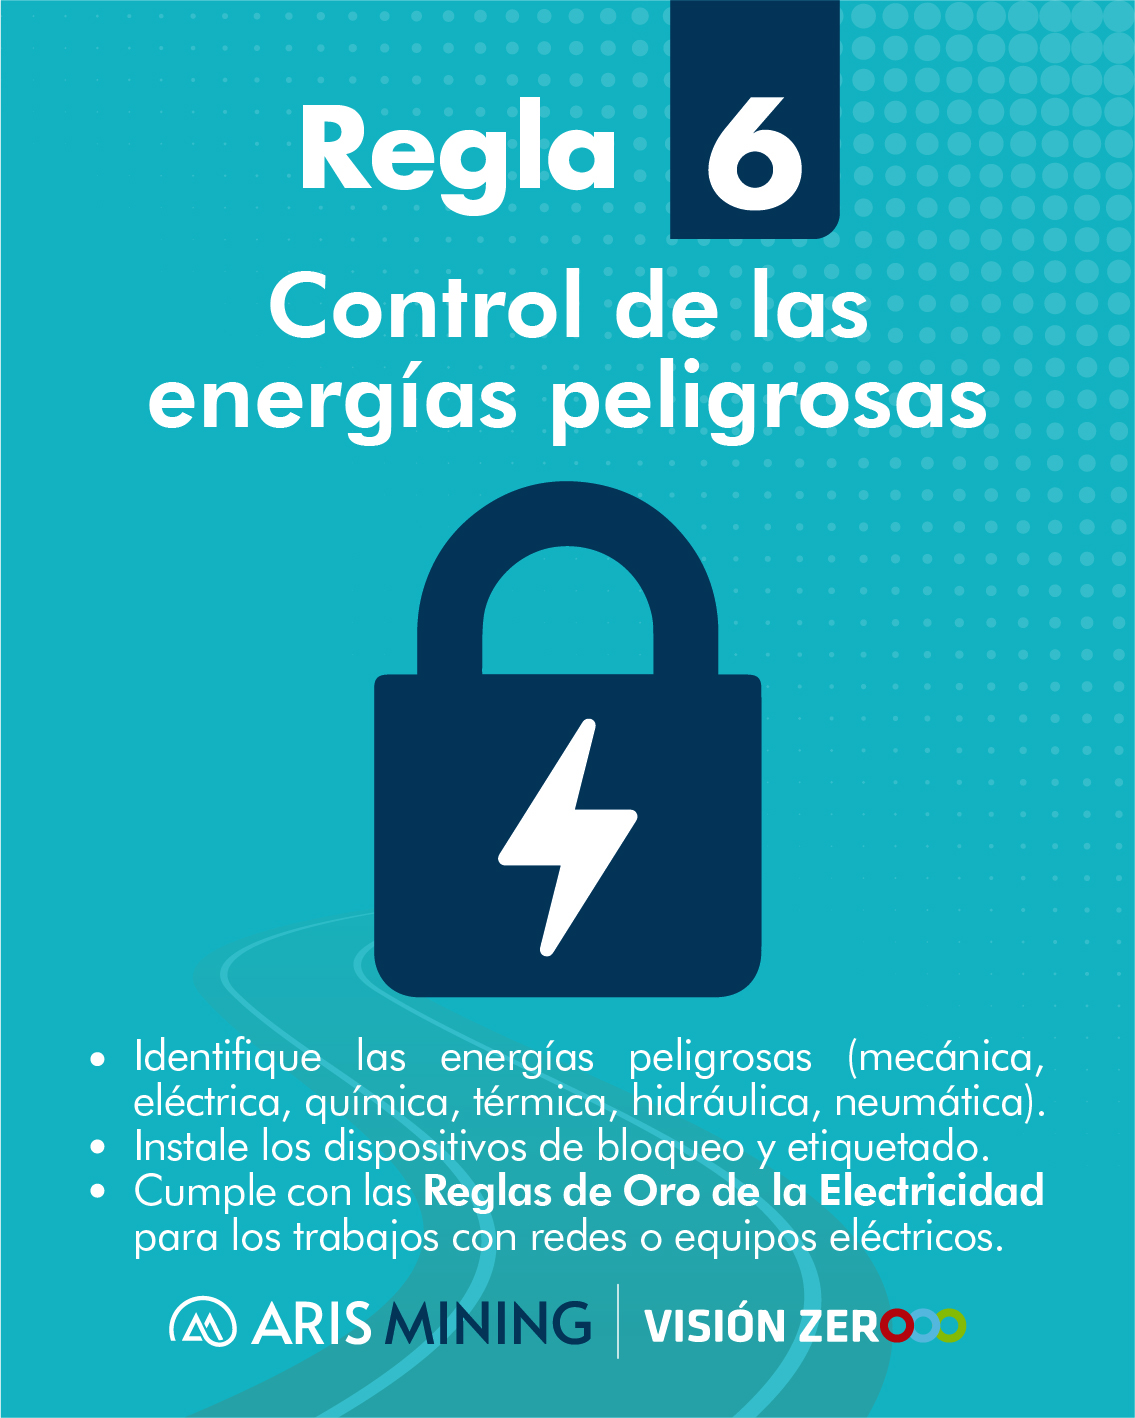 Regla 6
Control de las
energías peligrosas
• Identifique las energías peligrosas (mecánica,
eléctrica, química, térmica, hidráulica, neumática).
• Instale los dispositivos de bloqueo y etiquetado.
• Cumple con las Reglas de Oro de la Electricidad
para los trabajos con redes o equipos eléctricos.
ARIS MINING | VISIÓN ZERO